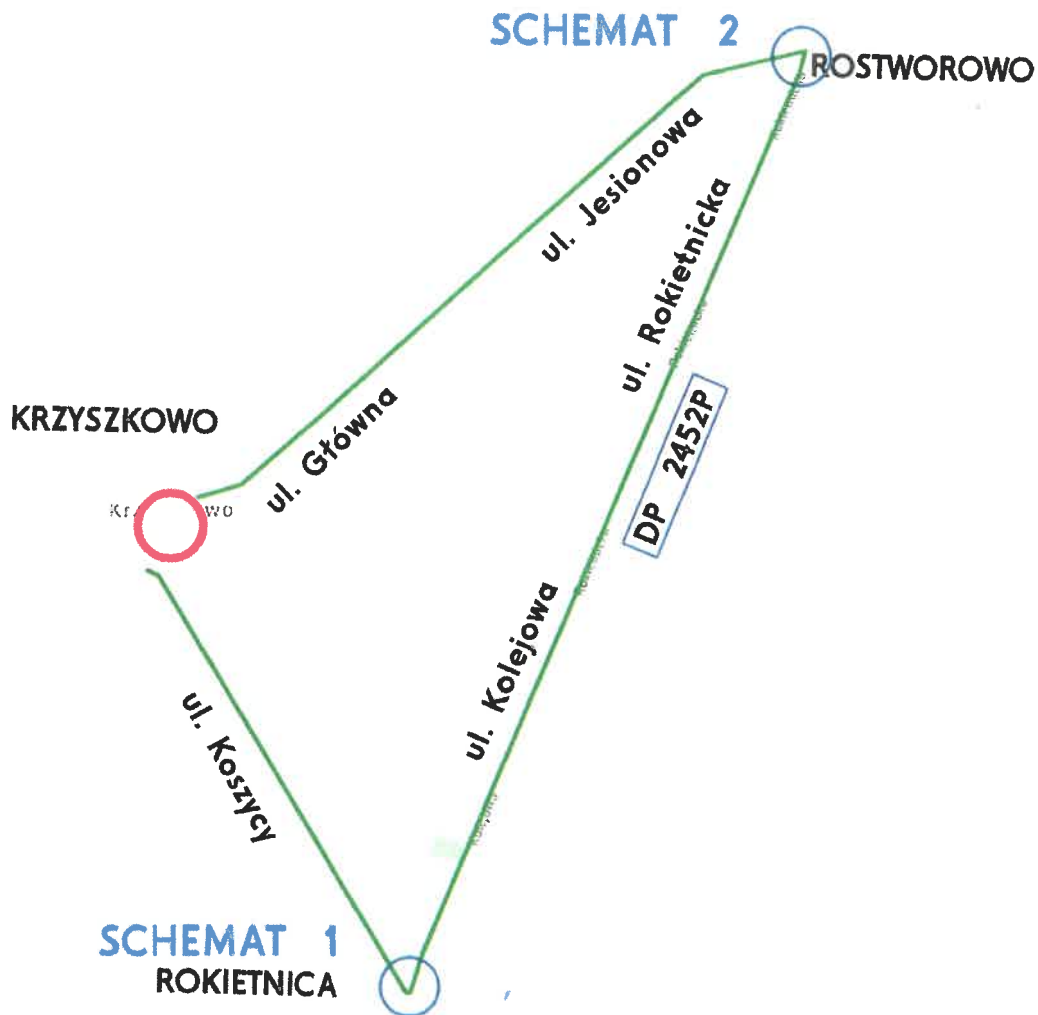 SCHEMAT 2
ROSTWOROWO
ul. Jesionowa
ul. Rokietnicka
DP 2452P
KRZYSZKOWO
ul. Główna
ul. Kolejowa
ul. Koszycy
SCHEMAT 1
ROKIETNICA